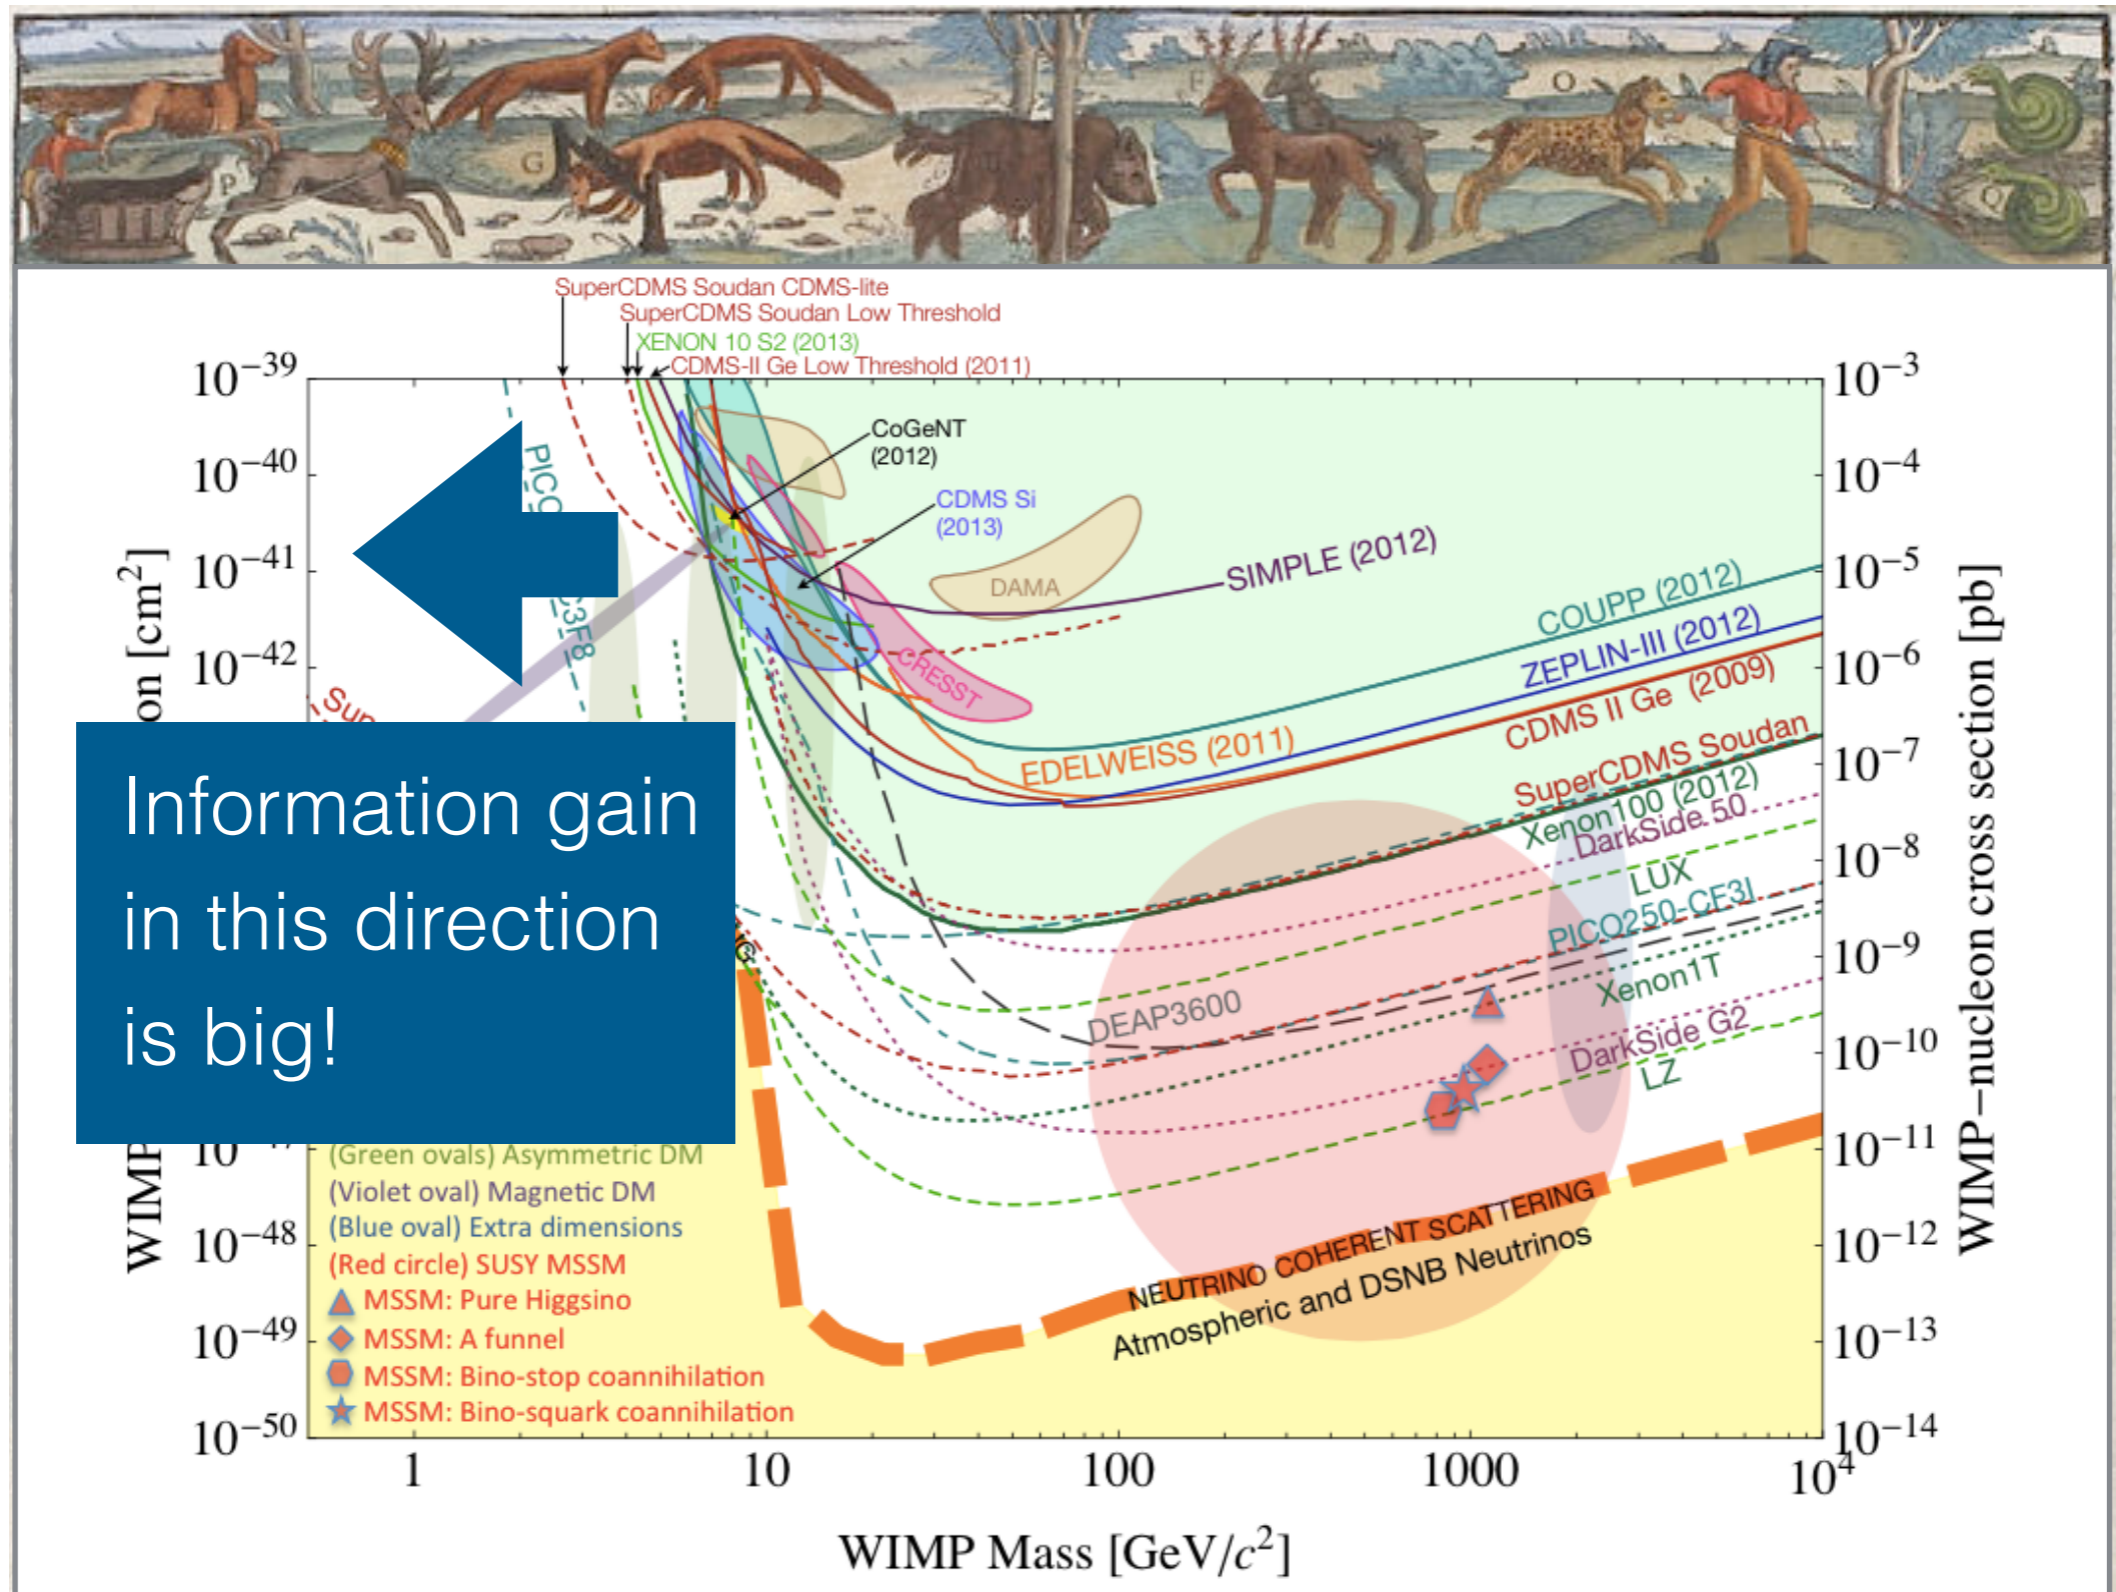 F
O
P
G
Q
SuperCDMS Soudan CDMS-lite
SuperCDMS Soudan Low Threshold
XENON 10 S2 (2013)
CDMS-II Ge Low Threshold (2011)
10−39
10−40
10−41
10−42
10−48
10−49
10−50
10−3
10−4
10−5
10−6
10−7
10−8
10−9
10−10
10−11
10−12
10−13
10−14
CoGeNT
(2012)
CDMS Si
(2013)
DAMA
SIMPLE (2012)
COUPP (2012)
ZEPLIN-III (2012)
CRESST
CDMS II Ge (2009)
EDELWEISS (2011)
SuperCDMS Soudan
Xenon100 (2012)
DarkSide 50
LUX
PICO250-CF3I
Xenon1T
DEAP3600
DarkSide G2
LZ
NEUTRINO COHERENT SCATTERING
Atmospheric and DSNB Neutrinos
Information gain
in this direction
is big!
(Green ovals) Asymmetric DM
(Violet oval) Magnetic DM
(Blue oval) Extra dimensions
(Red circle) SUSY MSSM
MSSM: Pure Higgsino
MSSM: A funnel
MSSM: Bino-stop coannihilation
MSSM: Bino-squark coannihilation
WIMP
[cm2]
WIMP−nucleon cross section [pb]
1
10
100
1000
104
WIMP Mass [GeV/c2]